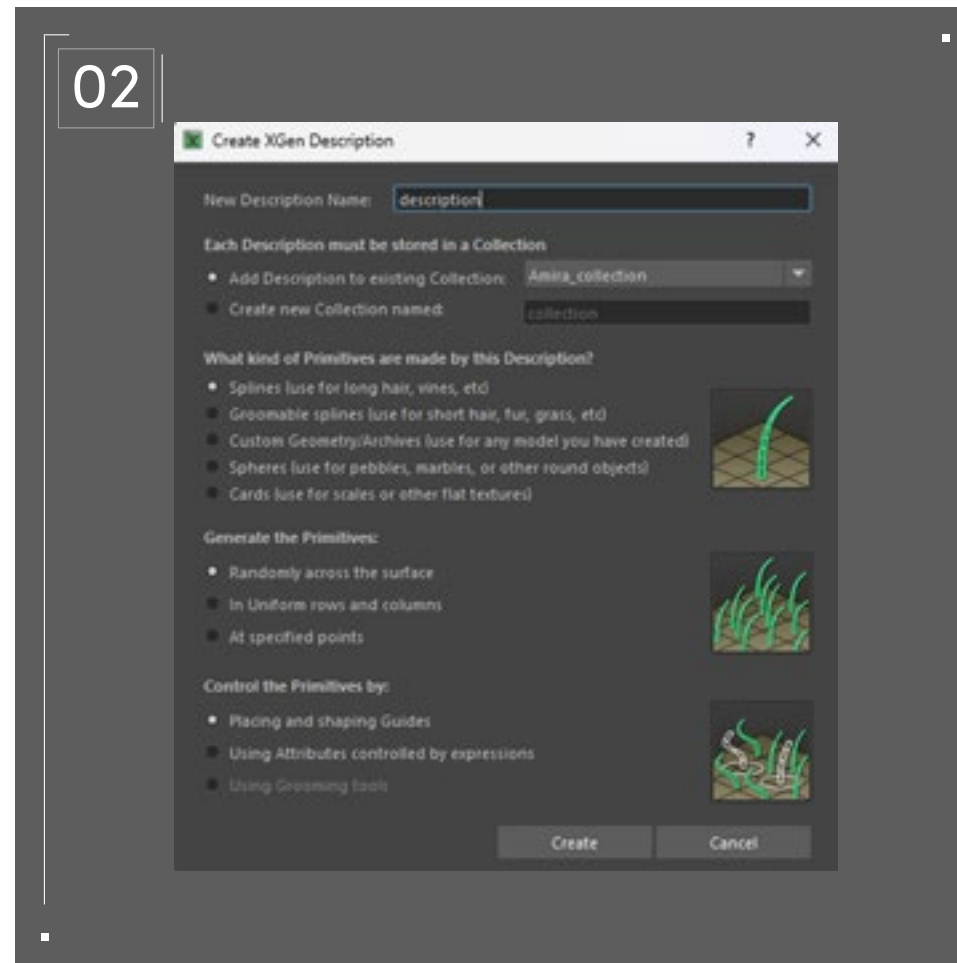 02
Create XGen Description
?
New Description Name: description
Each Description must be stored in a Collection
Add Description to existing Collection: Amira_collection
Create new Collection named: collection
What kind of Primitives are made by this Description?
Splines (use for long hair, vines, etc)
Groomable splines (use for short hair, fur, grass, etc)
Custom Geometry/Archives (use for any model you have created)
Spheres (use for pebbles, marbles, or other round objects)
Cards (use for scales or other flat textures)
Generate the Primitives:
Randomly across the surface
In Uniform rows and columns
At specified points
Control the Primitives by:
Placing and shaping Guides
Using Attributes controlled by expressions
Using Grooming tools
Create Cancel